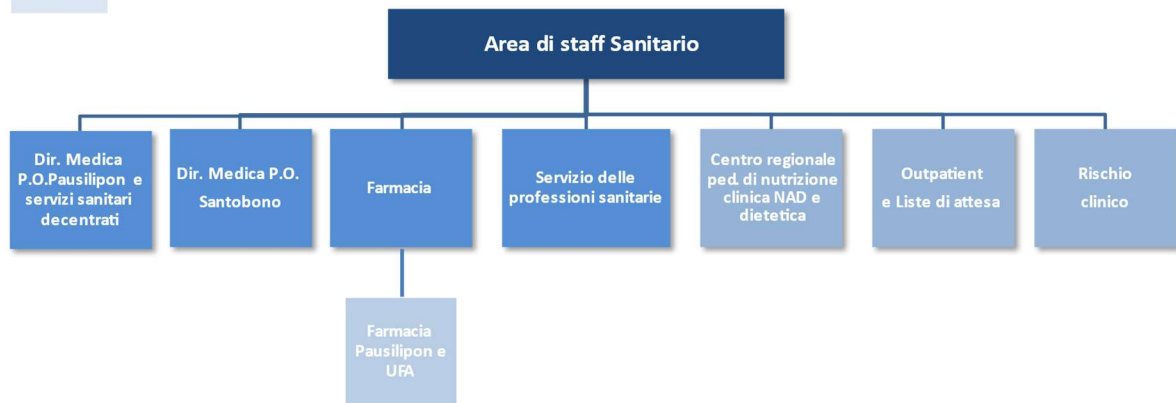 Area di staff Sanitario
Dir. Medica
P.O.Pausilipon e
servizi sanitari
decentrati
Dir. Medica P.O.
Santobono
Farmacia
Servizio delle
professioni sanitarie
Centro regionale
ped. di nutrizione
clinica NAD e
dietetica
Outpatient
e Liste di attesa
Rischio
clinico
Farmacia
Pausilipon e
UFA